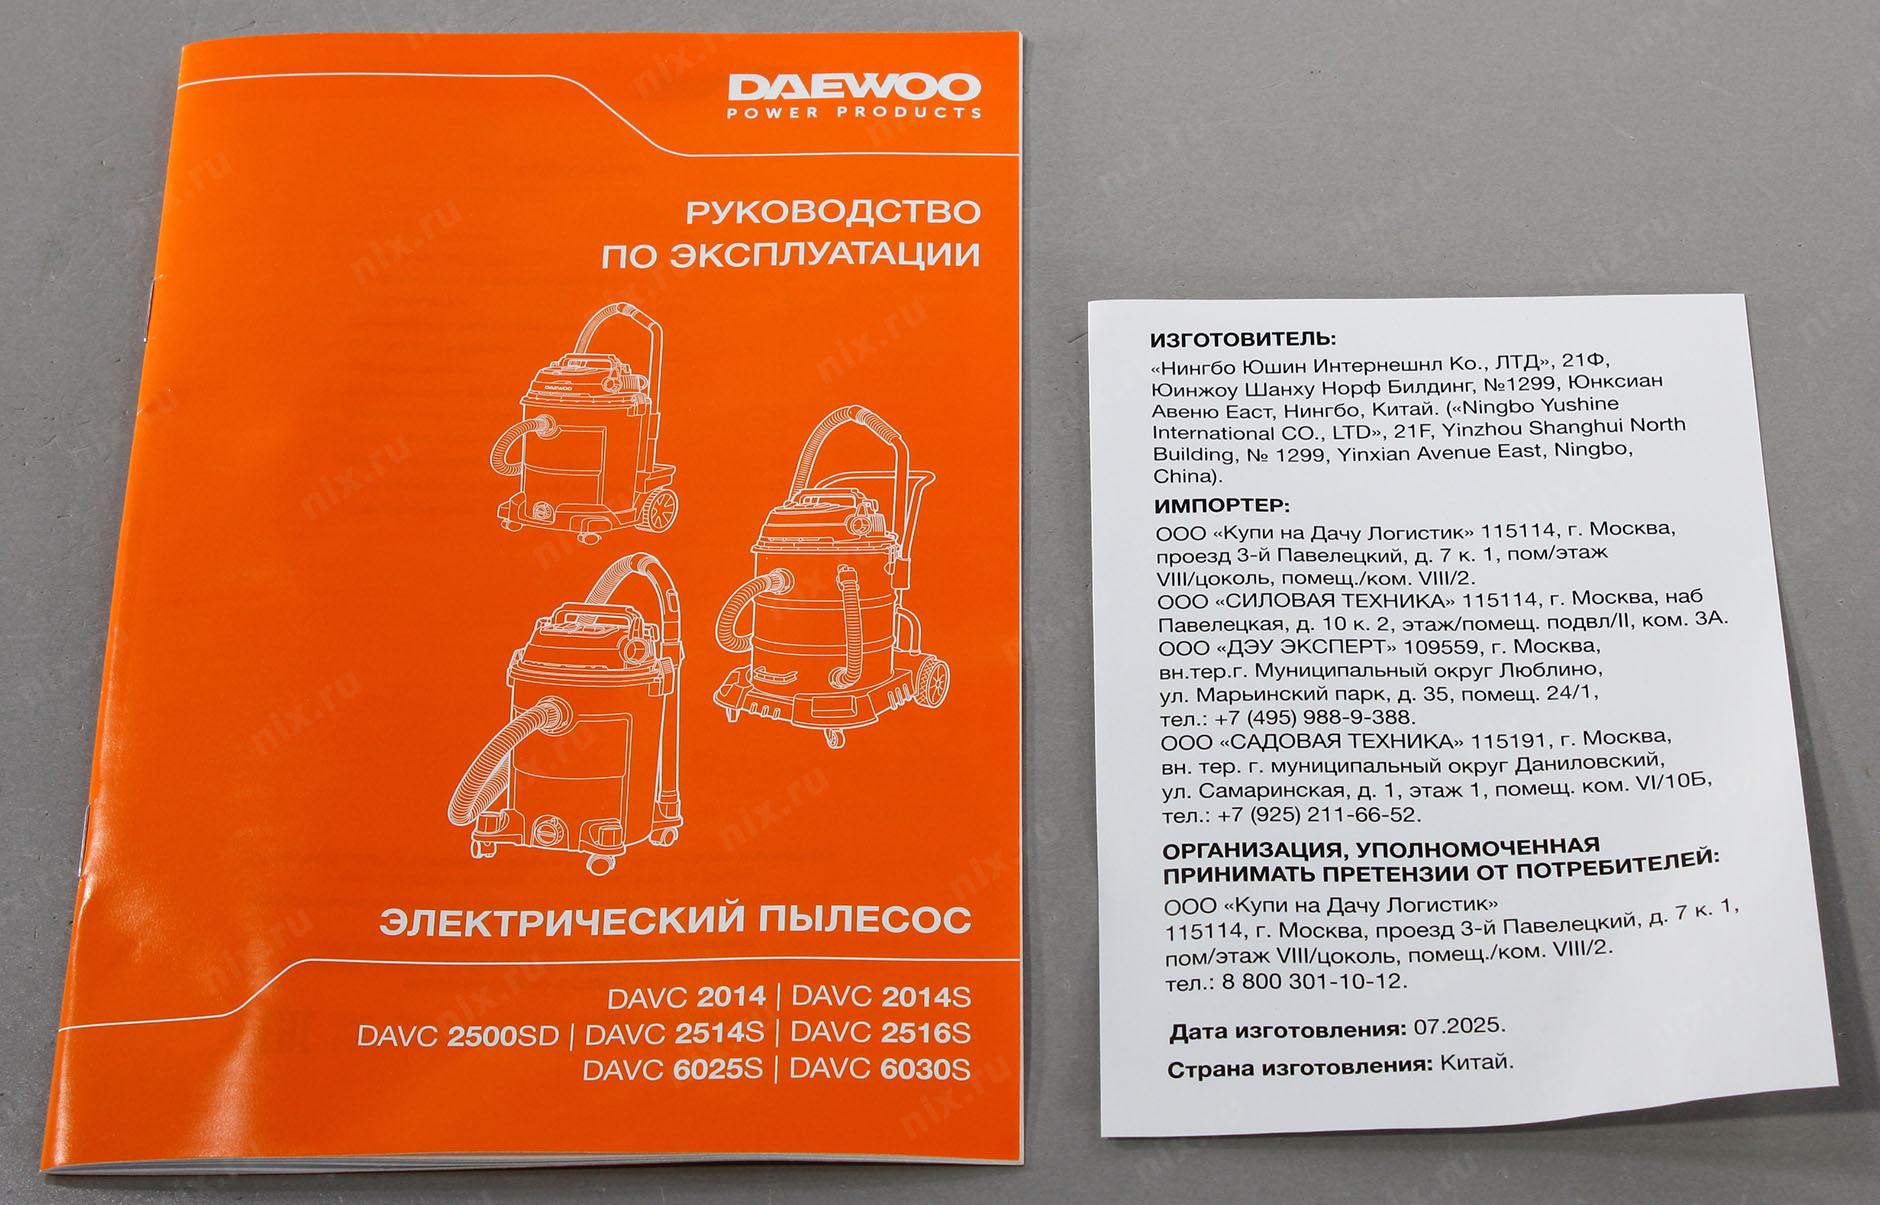 DAEWOO
POWER PRODUCTS
РУКОВОДСТВО
ПО ЭКСПЛУАТАЦИИ
DAEWOO
ЭЛЕКТРИЧЕСКИЙ ПЫЛЕСОС
DAVC 2014 | DAVC 2014S
DAVC 2500SD | DAVC 2514S | DAVC 2516S
DAVC 6025S | DAVC 6030S
ИЗГОТОВИТЕЛЬ:
«Нингбо Юшин Интернешнл Ко., ЛТД», 21Ф,
Юинжоу Шанху Норф Билдинг, №1299, Юнксиан
Авеню Еаст, Нингбо, Китай. («Ningbo Yushine
International CO., LTD», 21F, Yinzhou Shanghui North
Building, № 1299, Yinxian Avenue East, Ningbo,
China).
ИМПОРТЕР:
ООО «Купи на Дачу Логистик» 115114, г. Москва,
проезд 3-й Павелецкий, д. 7 к. 1, пом/этаж
VIII/цоколь, помещ./ком. VIII/2.
ООО «СИЛОВАЯ ТЕХНИКА» 115114, г. Москва, наб
Павелецкая, д. 10 к. 2, этаж/помещ. подвл/II, ком. 3А.
ООО «ДЭУ ЭКСПЕРТ» 109559, г. Москва,
вн.тер.г. Муниципальный округ Люблино,
ул. Марьинский парк, д. 35, помещ. 24/1,
тел.: +7 (495) 988-9-388.
ООО «САДОВАЯ ТЕХНИКА» 115191, г. Москва,
вн. тер. г. муниципальный округ Даниловский,
ул. Самаринская, д. 1, этаж 1, помещ. ком. VI/10Б,
тел.: +7 (925) 211-66-52.
ОРГАНИЗАЦИЯ, УПОЛНОМОЧЕННАЯ
ПРИНИМАТЬ ПРЕТЕНЗИИ ОТ ПОТРЕБИТЕЛЕЙ:
ООО «Купи на Дачу Логистик»
115114, г. Москва, проезд 3-й Павелецкий, д. 7 к. 1,
пом/этаж VIII/цоколь, помещ./ком. VIII/2.
тел.: 8 800 301-10-12.
Дата изготовления: 07.2025.
Страна изготовления: Китай.
nix.ru